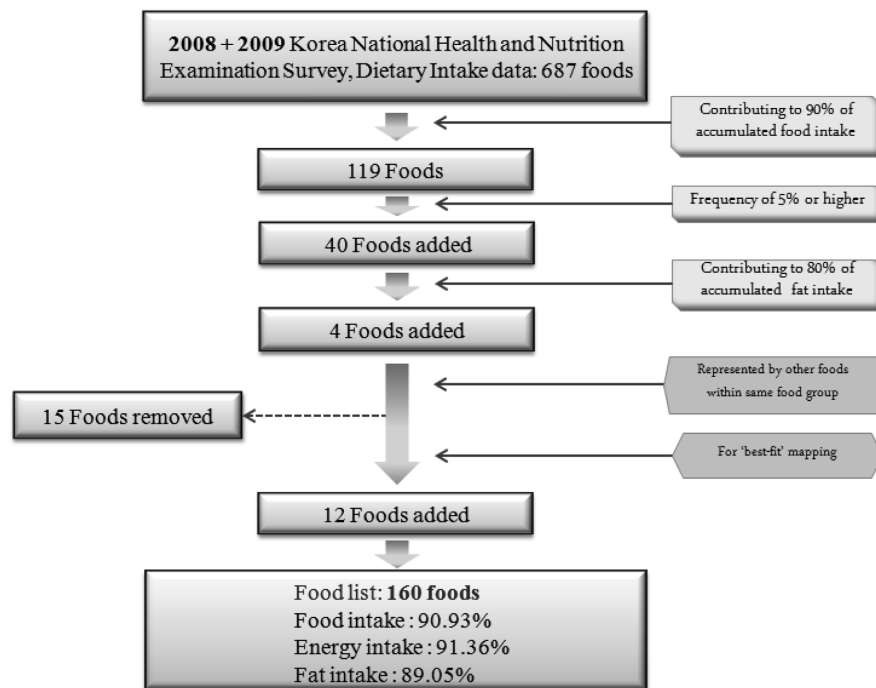 2008 + 2009 Korea National Health and Nutrition
Examination Survey, Dietary Intake data: 687 foods
Contributing to 90% of
accumulated food intake
119 Foods
Frequency of 5% or higher
40 Foods added
Contributing to 80% of
accumulated fat intake
4 Foods added
Represented by other foods
within same food group
15 Foods removed
For ‘best-fit’ mapping
12 Foods added
Food list: 160 foods
Food intake : 90.93%
Energy intake : 91.36%
Fat intake : 89.05%